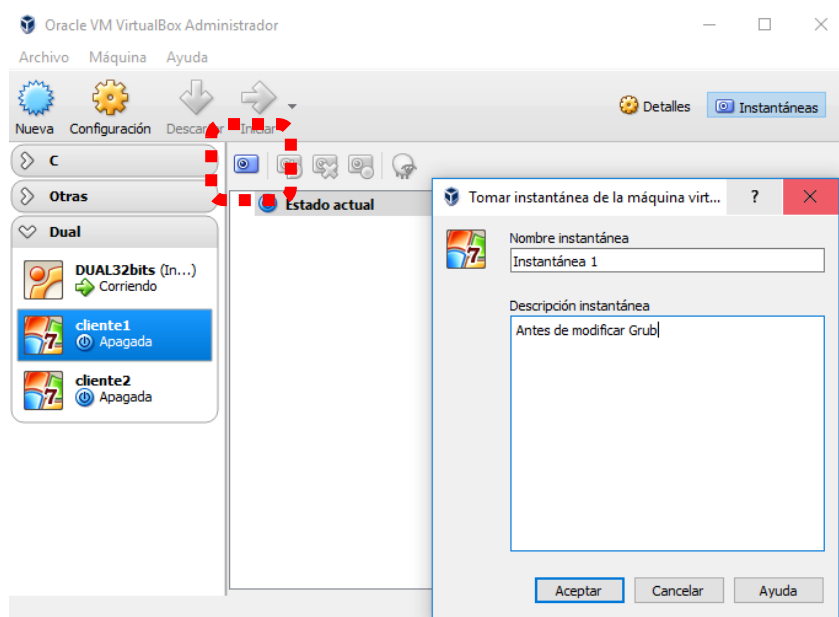 Oracle VM VirtualBox Administrador
Archivo Máquina Ayuda
Nueva Configuración Iniciar
Detalles Instantáneas
C
Otras
Dual
DUAL32bits (In...)
Corriendo
cliente1
Apagada
cliente2
Apagada
Estado actual
Tomar instantánea de la máquina virt... ?
Nombre instantánea
Instantánea 1
Descripción instantánea
Antes de modificar Grub
Aceptar Cancelar Ayuda